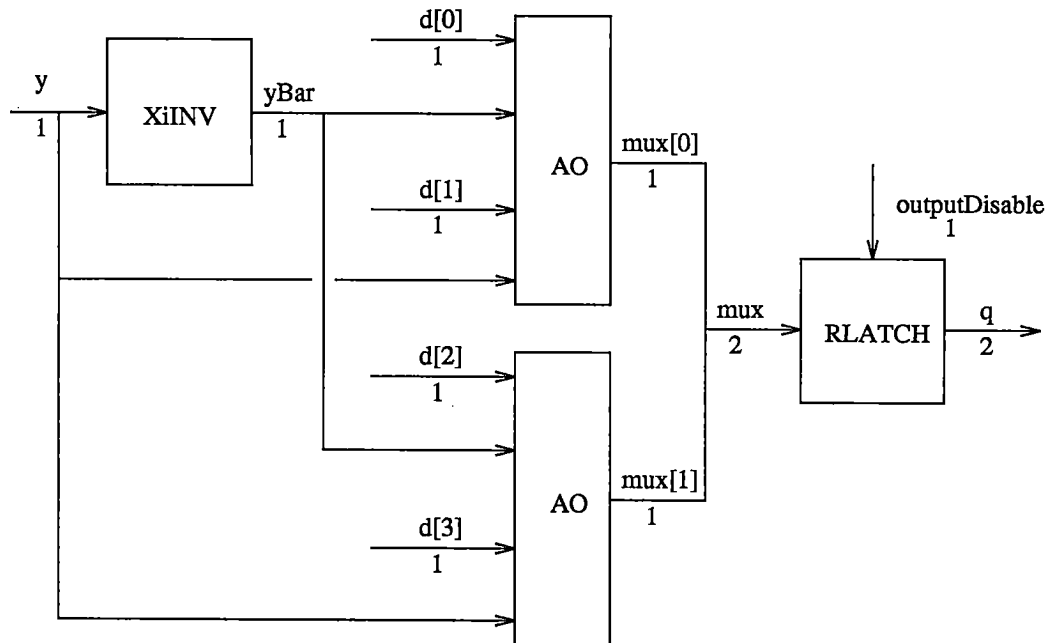 d[0]
1
y
1
XiINV
yBar
1
d[1]
1
AO
mux[0]
1
outputDisable
1
mux
2
RLATCH
q
2
d[2]
1
d[3]
1
AO
mux[1]
1